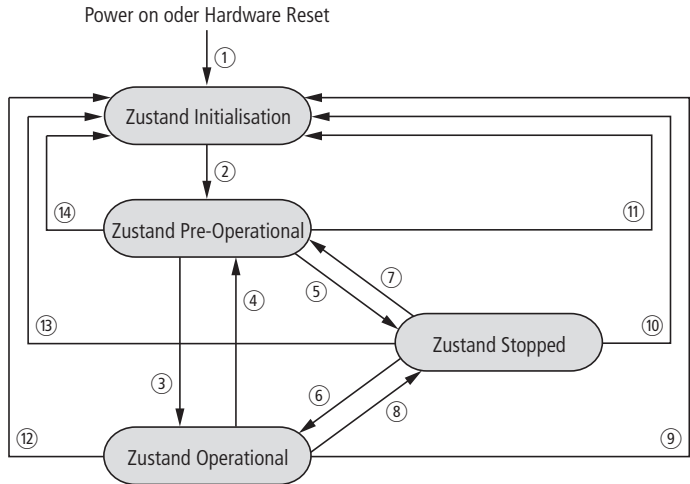 Power on oder Hardware Reset
①
Zustand Initialisation
②
⑭
⑪
Zustand Pre-Operational
⑦
⑤
④
⑬
⑩
Zustand Stopped
③
⑥
⑧
⑫
⑨
Zustand Operational